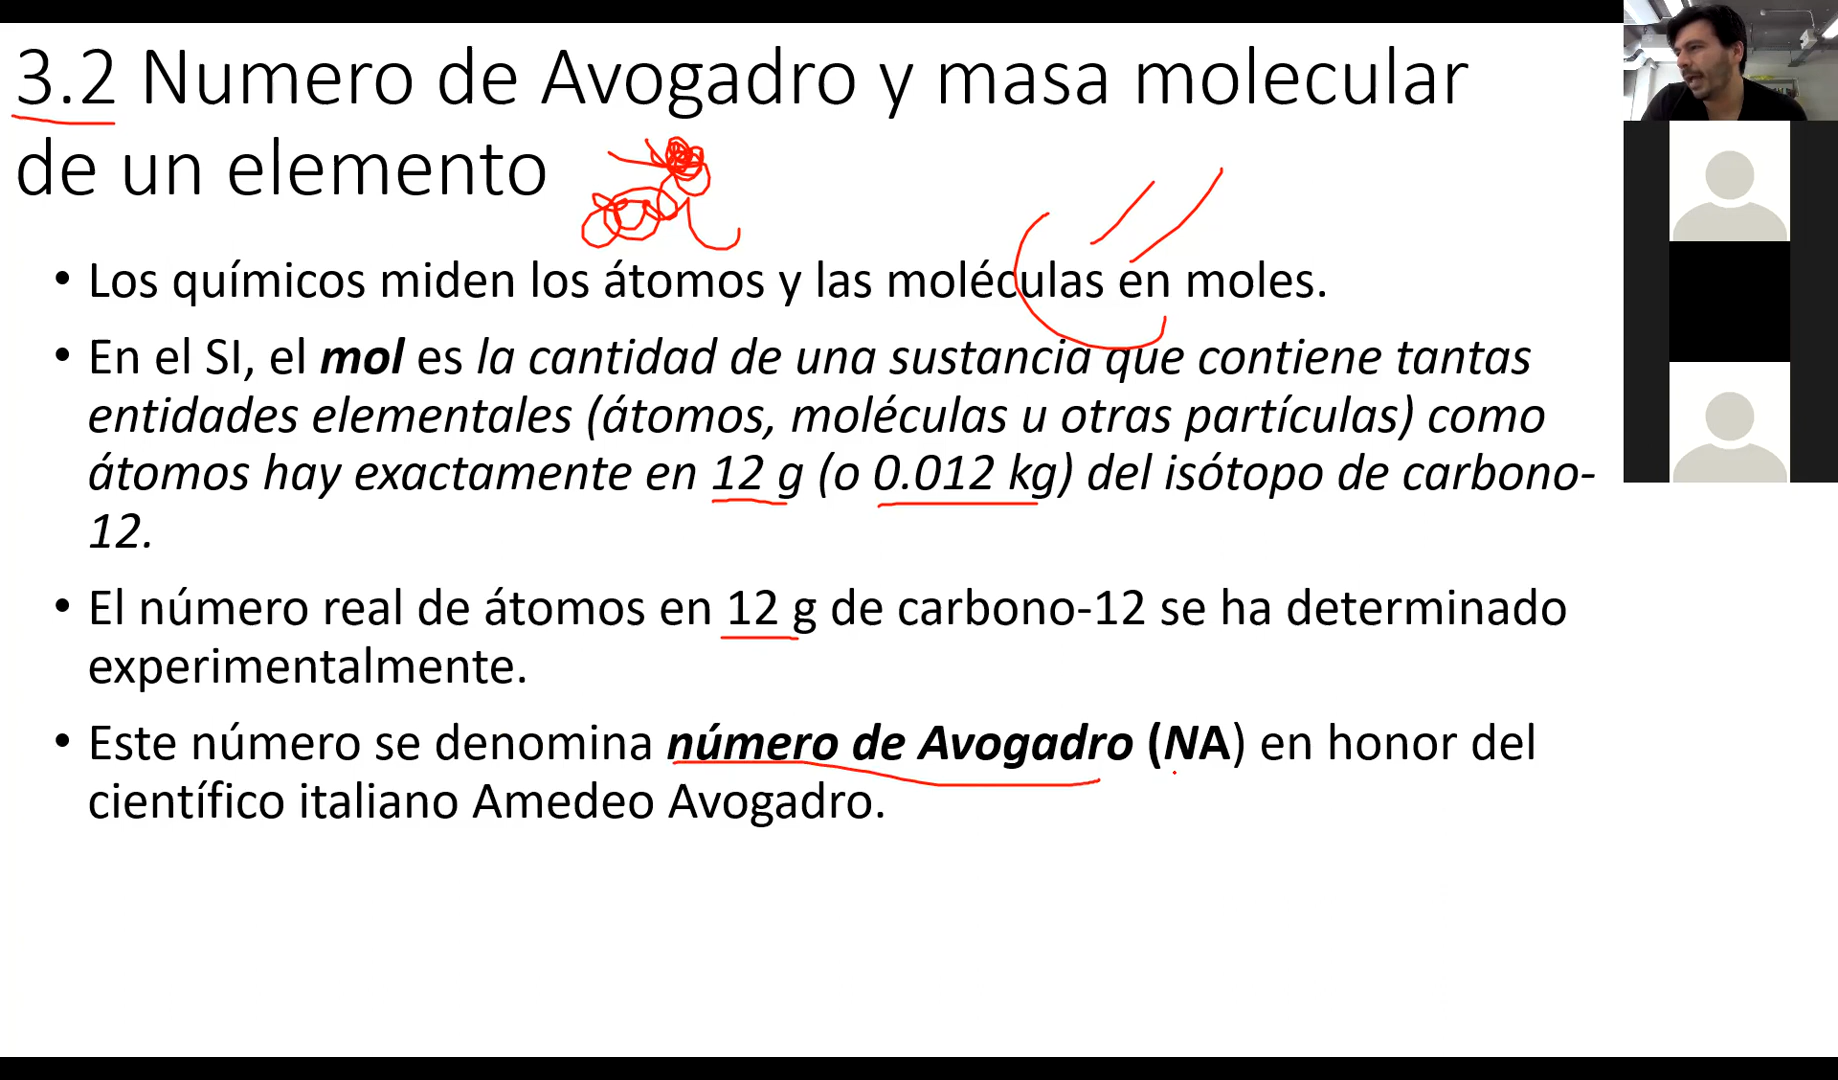 3.2 Numero de Avogadro y masa molecular
de un elemento
• Los químicos miden los átomos y las moléculas en moles.
• En el SI, el mol es la cantidad de una sustancia que contiene tantas
entidades elementales (átomos, moléculas u otras partículas) como
átomos hay exactamente en 12 g (o 0.012 kg) del isótopo de carbono-
12.
• El número real de átomos en 12 g de carbono-12 se ha determinado
experimentalmente.
• Este número se denomina número de Avogadro (NA) en honor del
científico italiano Amedeo Avogadro.